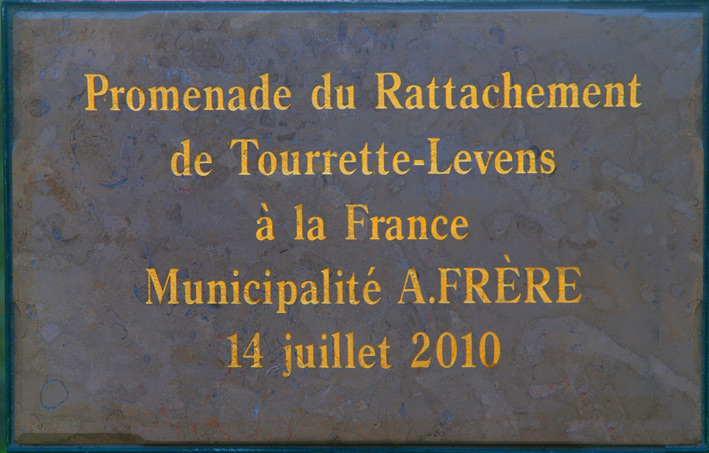 Promenade du Rattachement
de Tourrette-Levens
à la France
Municipalité A.FRÈRE
14 juillet 2010